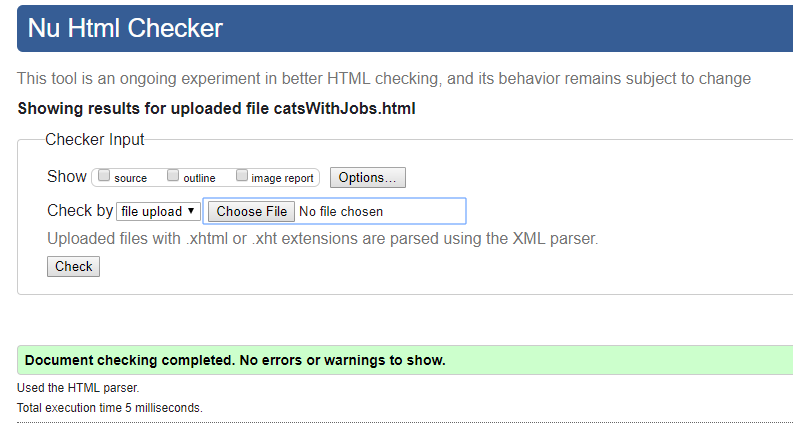 Nu Html Checker
This tool is an ongoing experiment in better HTML checking, and its behavior remains subject to change
Showing results for uploaded file catsWithJobs.html
Checker Input
Show source outline image report Options...
Check by file upload Choose File No file chosen
Uploaded files with .xhtml or .xht extensions are parsed using the XML parser.
Check
Document checking completed. No errors or warnings to show.
Used the HTML parser.
Total execution time 5 milliseconds.